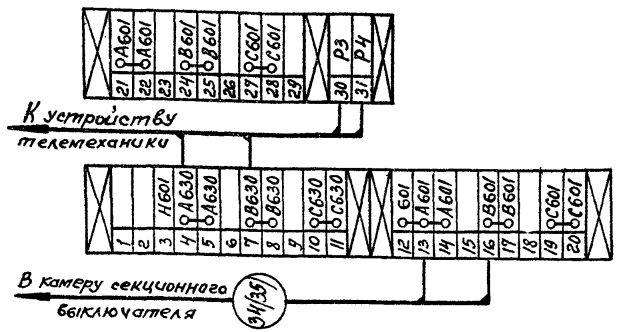 А601 А601 В601 В601 С601 С601 Р3 Р4
21 22 23 24 25 26 27 28 29 30 31
К устройству
телемеханики
Н601 А630 А630 В630 В630 С630 С630 601 А601 А601 В601 В601 С601 С601
1 2 3 4 5 6 7 8 9 10 11 12 13 14 15 16 17 18 19 20
В камеру секционного
выключателя
34/35